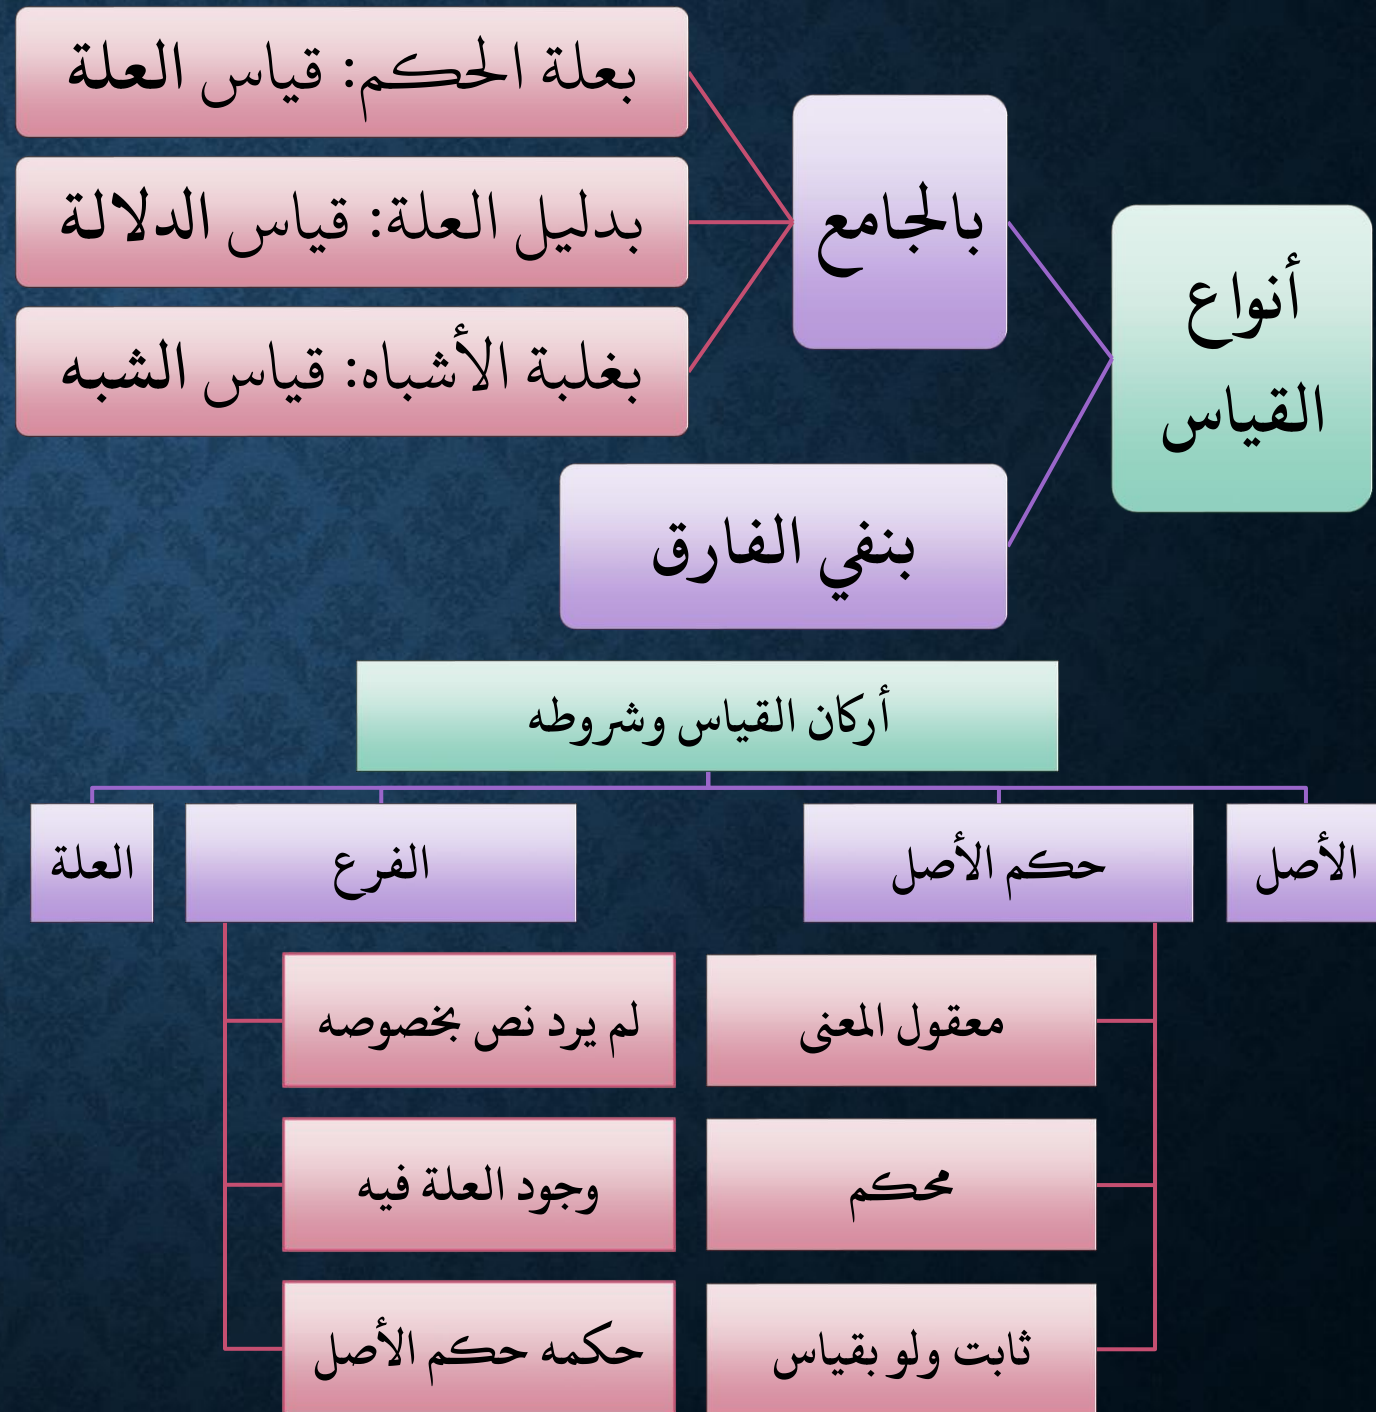 أنواع
القياس
بالجامع
بعلة الحكم: قياس العلة
بدليل العلة: قياس الدلالة
بغلبة الأشباه: قياس الشبه
بنفي الفارق
أركان القياس وشروطه
الأصل
حكم الأصل
معقول المعنى
محكم
ثابت ولو بقياس
الفرع
لم يرد نص بخصوصه
وجود العلة فيه
حكمه حكم الأصل
العلة